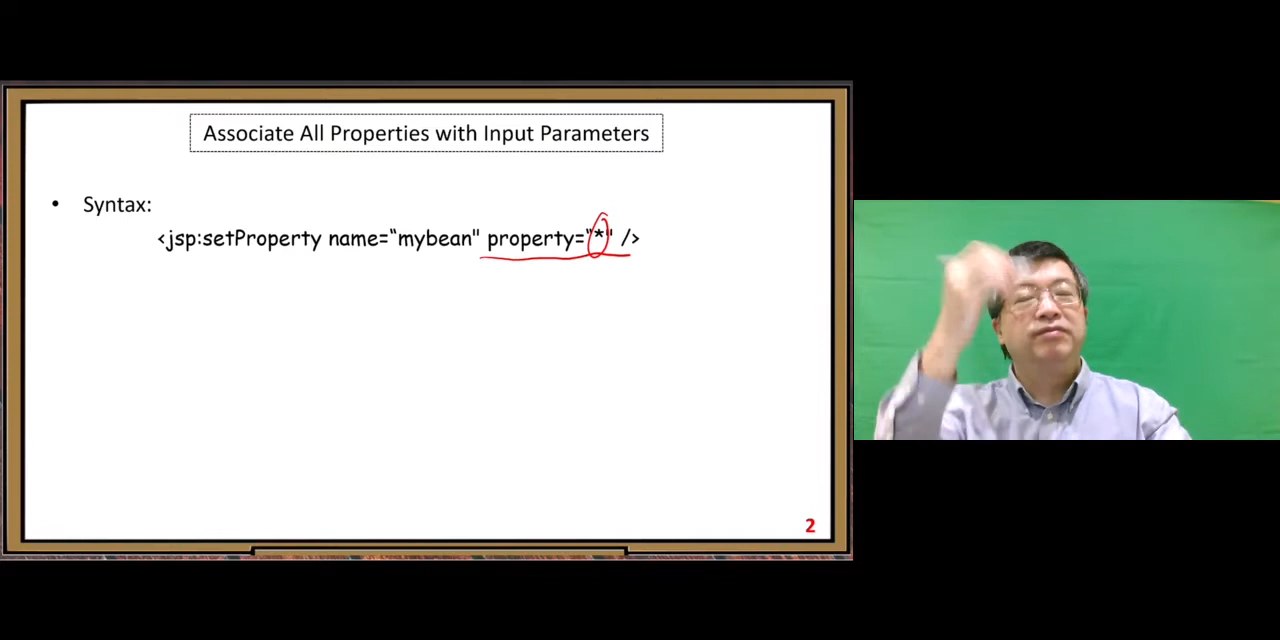 Associate All Properties with Input Parameters
• Syntax:
<jsp:setProperty name=“mybean" property=“*" />
2